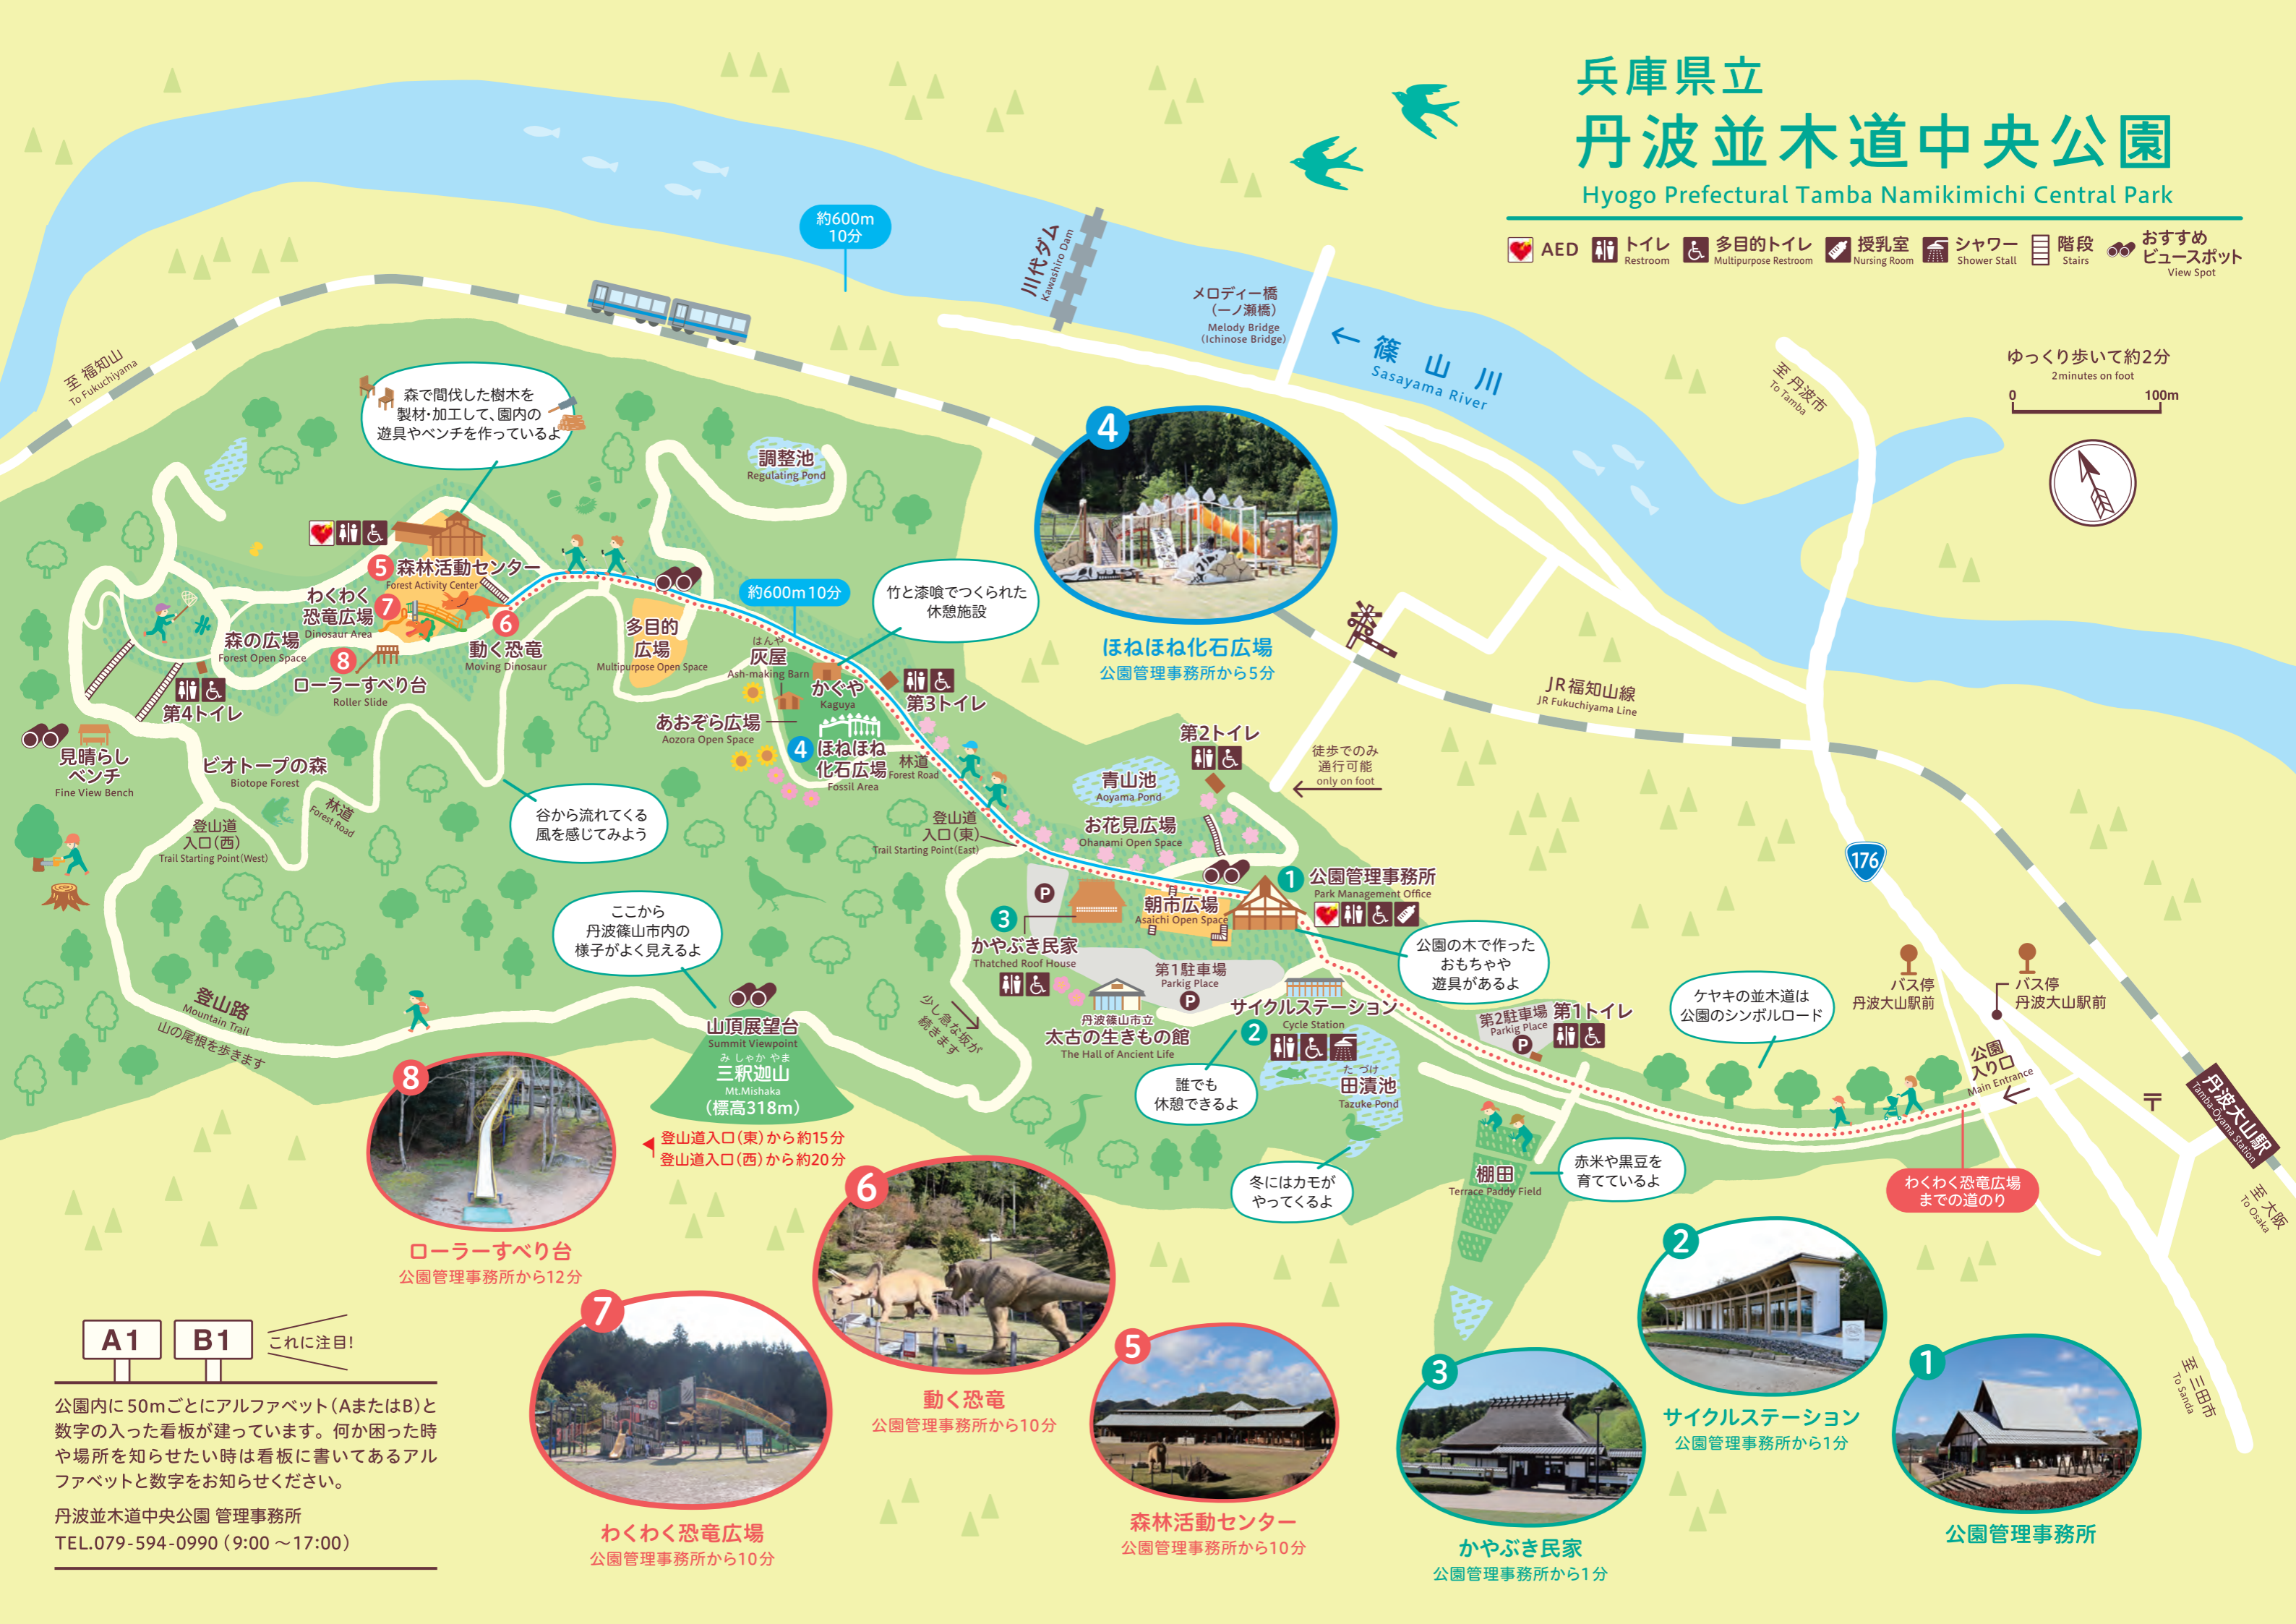 兵庫県立
丹波並木道中央公園
Hyogo Prefectural Tamba Namikimichi Central Park
AED
トイレ
Restroom
多目的トイレ
Multipurpose Restroom
授乳室
Nursing Room
シャワー
Shower Stall
階段
Stairs
おすすめ
ビュースポット
View Spot
ゆっくり歩いて約2分
2minutes on foot
0
100m
約600m
10分
川代ダム
Kawashiro Dam
メロディー橋
（一ノ瀬橋）
Melody Bridge
（Ichinose Bridge）
←篠山川
Sasayama River
至 丹波市
To Tamba
至 福知山
To Fukuchiyama
森で間伐した樹木を
製材・加工して、園内の
遊具やベンチを作っているよ
調整池
Regulating Pond
4
ほねほね化石広場
公園管理事務所から5分
5 森林活動センター
Forest Activity Center
わくわく
恐竜広場
7
Dinosaur Area
6
動く恐竜
Moving Dinosaur
森の広場
Forest Open Space
8
ローラーすべり台
Roller Slide
第4トイレ
見晴らし
ベンチ
Fine View Bench
ビオトープの森
Biotope Forest
林道
Forest Road
登山道
入口（西）
Trail Starting Point（West）
谷から流れてくる
風を感じてみよう
多目的
広場
Multipurpose Open Space
約600m 10分
竹と漆喰でつくられた
休憩施設
はんや
灰屋
Ash-making Barn
かぐや
Kaguya
第3トイレ
あおぞら広場
Aozora Open Space
4 ほねほね
化石広場
Fossil Area
林道
Forest Road
登山道
入口（東）
Trail Starting Point（East）
JR福知山線
JR Fukuchiyama Line
徒歩でのみ
通行可能
only on foot
第2トイレ
青山池
Aoyama Pond
お花見広場
Ohanami Open Space
1 公園管理事務所
Park Management Office
朝市広場
Asaichi Open Space
P
3
かやぶき民家
Thatched Roof House
第1駐車場
Parkig Place
P
丹波篠山市立
太古の生きもの館
The Hall of Ancient Life
サイクルステーション
Cycle Station
2
誰でも
休憩できるよ
公園の木で作った
おもちゃや
遊具があるよ
た づけ
田漬池
Tazuke Pond
冬にはカモが
やってくるよ
第2駐車場
Parkig Place
P
第1トイレ
ケヤキの並木道は
公園のシンボルロード
176
バス停
丹波大山駅前
バス停
丹波大山駅前
公園
入り口
Main Entrance
丹波大山駅
Tamba-Oyama Station
〒
至 大阪
To Osaka
至 三田市
To Sanda
わくわく恐竜広場
までの道のり
棚田
Terrace Paddy Field
赤米や黒豆を
育てているよ
ここから
丹波篠山市内の
様子がよく見えるよ
登山路
Mountain Trail
山の尾根を歩きます
少し急な坂が
続きます
山頂展望台
Summit Viewpoint
み しゃか やま
三釈迦山
Mt.Mishaka
（標高318m）
登山道入口（東）から約15分
登山道入口（西）から約20分
8
ローラーすべり台
公園管理事務所から12分
7
わくわく恐竜広場
公園管理事務所から10分
6
動く恐竜
公園管理事務所から10分
5
森林活動センター
公園管理事務所から10分
3
かやぶき民家
公園管理事務所から1分
2
サイクルステーション
公園管理事務所から1分
1
公園管理事務所
A1
B1
これに注目!
公園内に50mごとにアルファベット（AまたはB）と
数字の入った看板が建っています。何か困った時
や場所を知らせたい時は看板に書いてあるアル
ファベットと数字をお知らせください。
丹波並木道中央公園 管理事務所
TEL.079-594-0990（9:00 〜17:00）